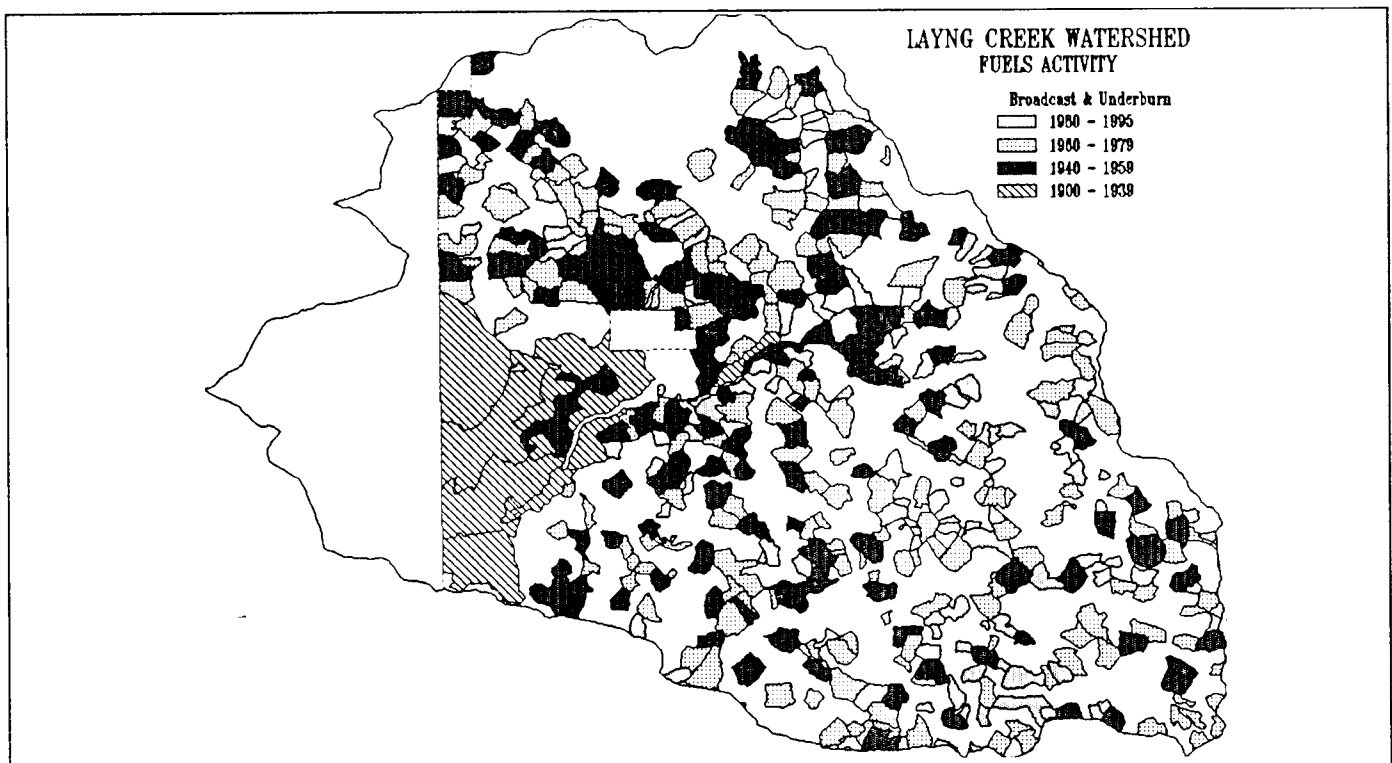 LAYNG CREEK WATERSHED
FUELS ACTIVITY
Broadcast & Underburn
1980 - 1995
1960 - 1979
1940 - 1959
1900 - 1939